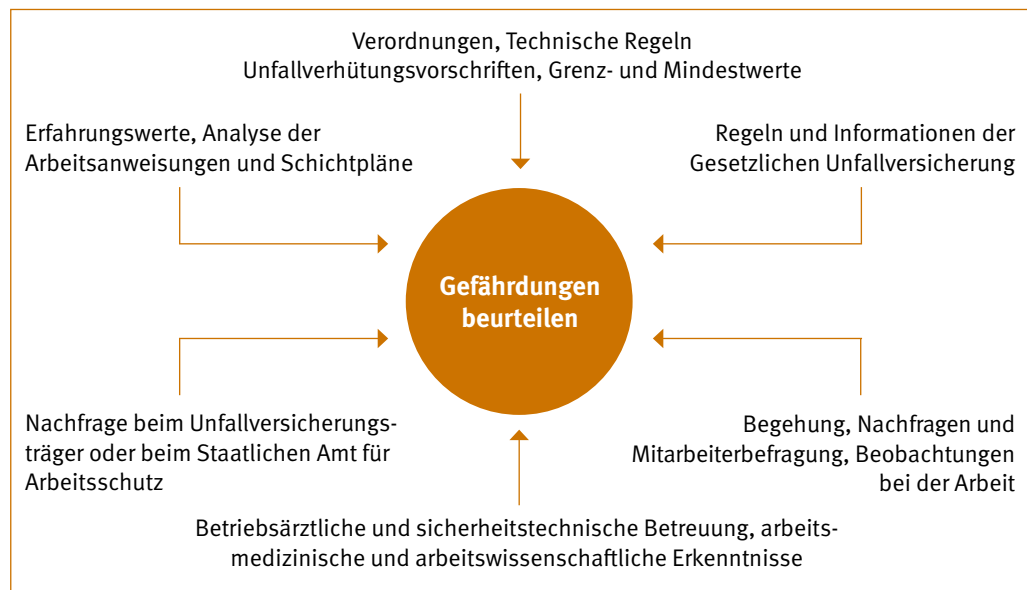 Verordnungen, Technische Regeln
Unfallverhütungsvorschriften, Grenz- und Mindestwerte
Erfahrungswerte, Analyse der
Arbeitsanweisungen und Schichtpläne
Regeln und Informationen der
Gesetzlichen Unfallversicherung
Gefährdungen
beurteilen
Nachfrage beim Unfallversicherungs-
träger oder beim Staatlichen Amt für
Arbeitsschutz
Begehung, Nachfragen und
Mitarbeiterbefragung, Beobachtungen
bei der Arbeit
Betriebsärztliche und sicherheitstechnische Betreuung, arbeits-
medizinische und arbeitswissenschaftliche Erkenntnisse